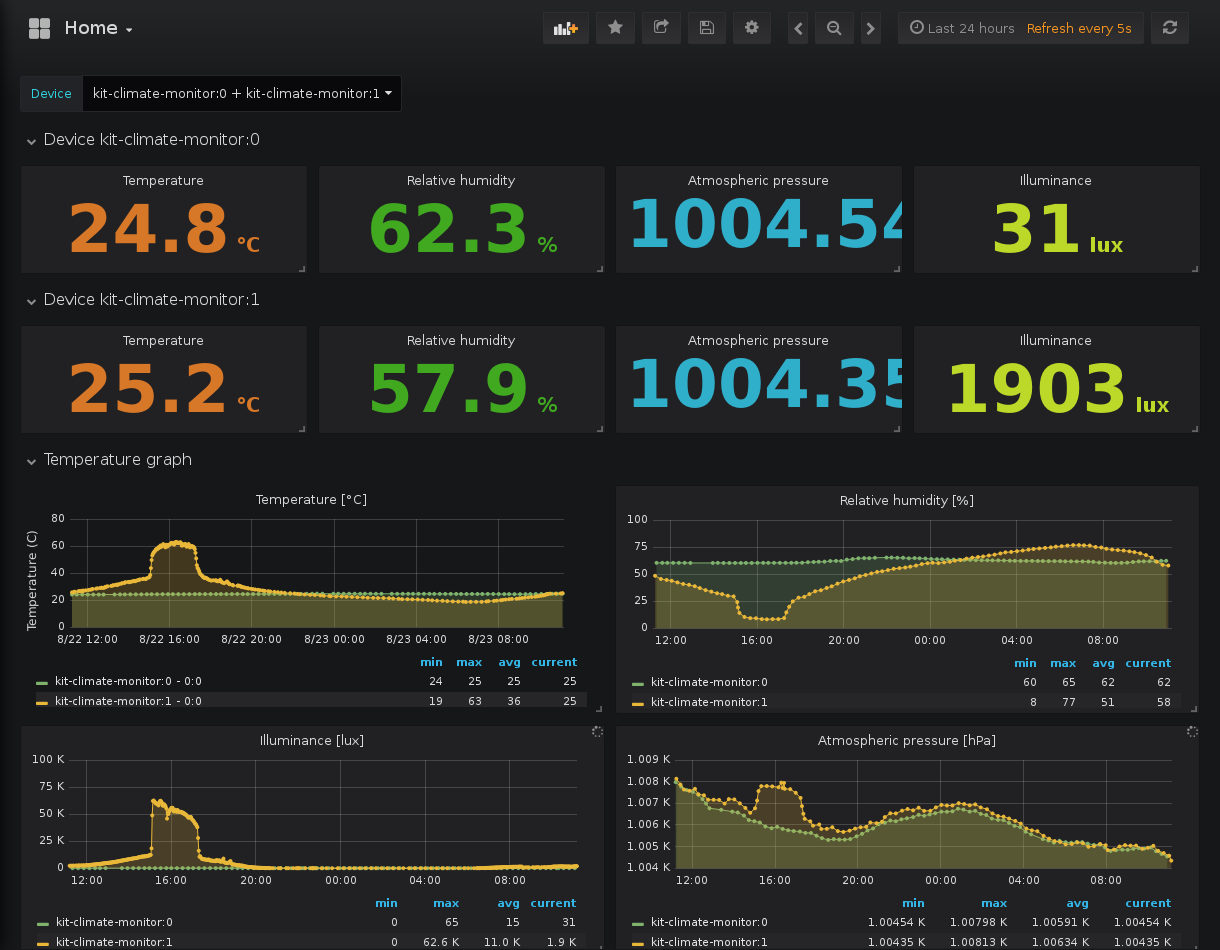 Home
Last 24 hours Refresh every 5s
Device kit-climate-monitor:0 + kit-climate-monitor:1
Device kit-climate-monitor:0
Temperature Relative humidity Atmospheric pressure Illuminance
24.8 °C 62.3 % 1004.54 31 lux
Device kit-climate-monitor:1
Temperature Relative humidity Atmospheric pressure Illuminance
25.2 °C 57.9 % 1004.35 1903 lux
Temperature graph
Temperature [°C]
Temperature (C)
80
60
40
20
0
8/22 12:00 8/22 16:00 8/22 20:00 8/23 00:00 8/23 04:00 8/23 08:00
min max avg current
kit-climate-monitor:0 - 0:0 24 25 25 25
kit-climate-monitor:1 - 0:0 19 63 36 25
Relative humidity [%]
100
75
50
25
0
12:00 16:00 20:00 00:00 04:00 08:00
min max avg current
kit-climate-monitor:0 60 65 62 62
kit-climate-monitor:1 8 77 51 58
Illuminance [lux]
100 K
75 K
50 K
25 K
0
12:00 16:00 20:00 00:00 04:00 08:00
min max avg current
kit-climate-monitor:0 0 65 15 31
kit-climate-monitor:1 0 62.6 K 11.0 K 1.9 K
Atmospheric pressure [hPa]
1.009 K
1.008 K
1.007 K
1.006 K
1.005 K
1.004 K
12:00 16:00 20:00 00:00 04:00 08:00
min max avg current
kit-climate-monitor:0 1.00454 K 1.00798 K 1.00591 K 1.00454 K
kit-climate-monitor:1 1.00435 K 1.00813 K 1.00634 K 1.00435 K